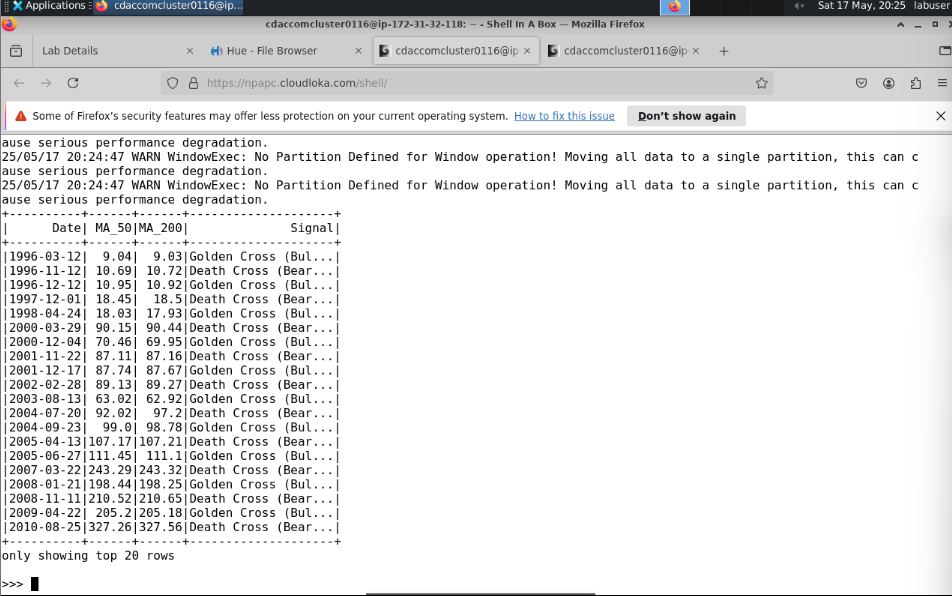 Applications
cdaccomcluster0116@ip...
Sat 17 May, 20:25 labuser
cdaccomcluster0116@ip-172-31-32-118: ~ - Shell In A Box — Mozilla Firefox
Lab Details
Hue - File Browser
cdaccomcluster0116@ip-
cdaccomcluster0116@ip-
https://npapc.cloudloka.com/shell/
Some of Firefox's security features may offer less protection on your current operating system. How to fix this issue Don't show again
ause serious performance degradation.
25/05/17 20:24:47 WARN WindowExec: No Partition Defined for Window operation! Moving all data to a single partition, this can c
ause serious performance degradation.
25/05/17 20:24:47 WARN WindowExec: No Partition Defined for Window operation! Moving all data to a single partition, this can c
ause serious performance degradation.
+----------+------+------+--------------------+
|      Date| MA_50|MA_200|              Signal|
+----------+------+------+--------------------+
|1996-03-12|  9.04|  9.03|Golden Cross (Bul...|
|1996-11-12| 10.69| 10.72|Death Cross (Bear...|
|1996-12-12| 10.95| 10.92|Golden Cross (Bul...|
|1997-12-01| 18.45|  18.5|Death Cross (Bear...|
|1998-04-24| 18.03| 17.93|Golden Cross (Bul...|
|2000-03-29| 90.15| 90.44|Death Cross (Bear...|
|2000-12-04| 70.46| 69.95|Golden Cross (Bul...|
|2001-11-22| 87.11| 87.16|Death Cross (Bear...|
|2001-12-17| 87.74| 87.67|Golden Cross (Bul...|
|2002-02-28| 89.13| 89.27|Death Cross (Bear...|
|2003-08-13| 63.02| 62.92|Golden Cross (Bul...|
|2004-07-20| 92.02|  97.2|Death Cross (Bear...|
|2004-09-23|  99.0| 98.78|Golden Cross (Bul...|
|2005-04-13|107.17|107.21|Death Cross (Bear...|
|2005-06-27|111.45| 111.1|Golden Cross (Bul...|
|2007-03-22|243.29|243.32|Death Cross (Bear...|
|2008-01-21|198.44|198.25|Golden Cross (Bul...|
|2008-11-11|210.52|210.65|Death Cross (Bear...|
|2009-04-22| 205.2|205.18|Golden Cross (Bul...|
|2010-08-25|327.26|327.56|Death Cross (Bear...|
+----------+------+------+--------------------+
only showing top 20 rows
>>>